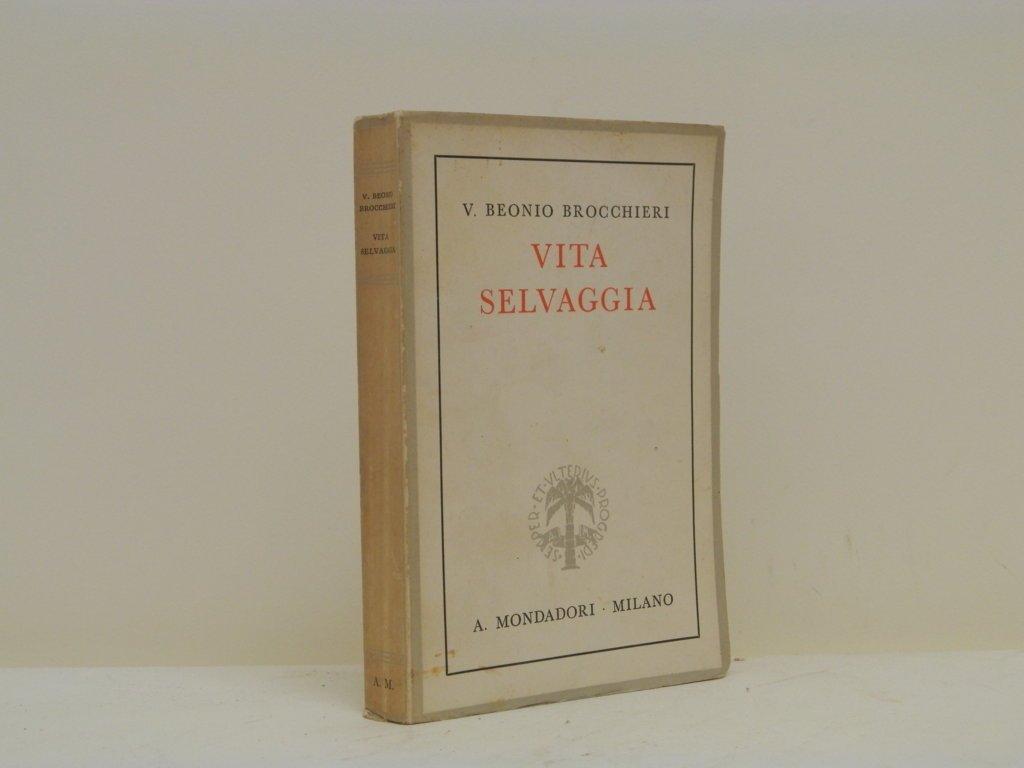 V. BEONIO
BROCCHIERI
VITA
SELVAGGIA
A. M.
V. BEONIO BROCCHIERI
VITA
SELVAGGIA
SEMPER · ET · VLTERIVS · PROGREDI ·
A. MONDADORI · MILANO